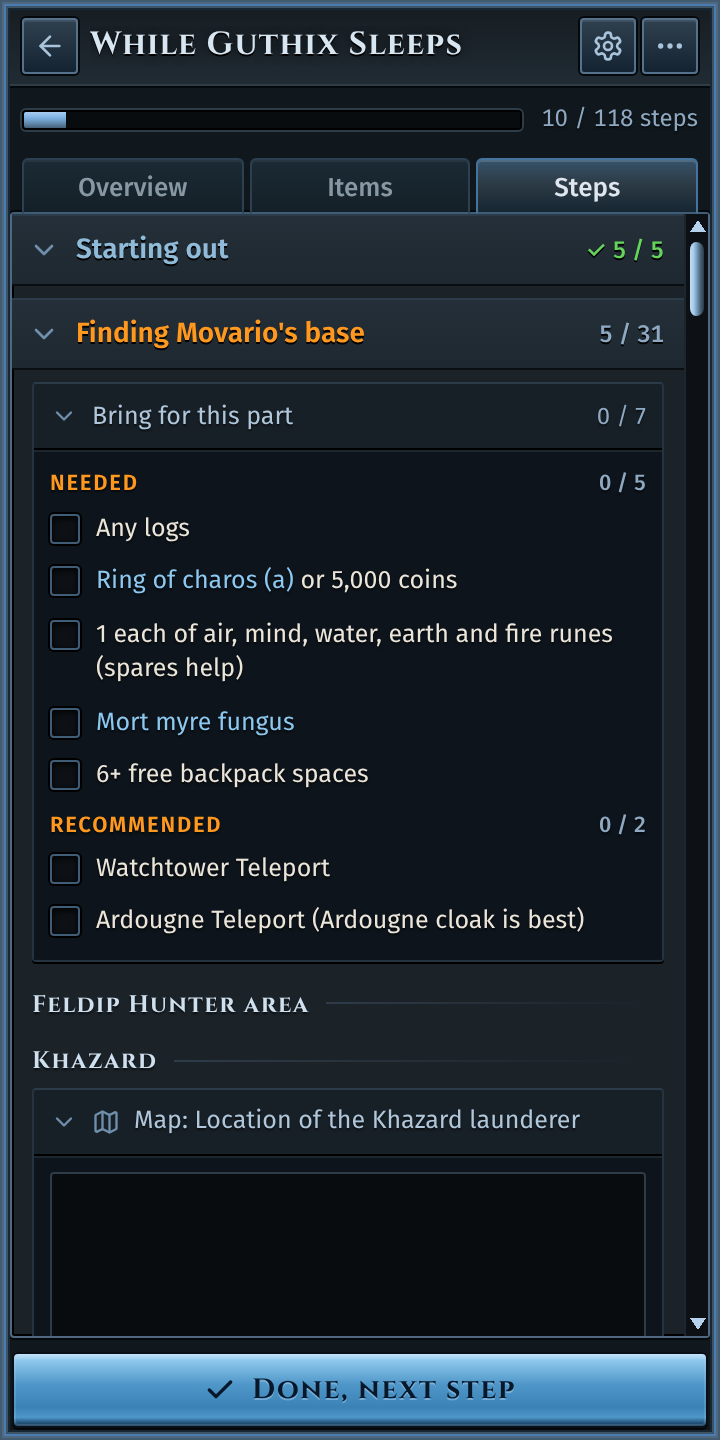 While Guthix Sleeps
10 / 118 steps
Overview Items Steps
Starting out 5 / 5
Finding Movario's base 5 / 31
Bring for this part 0 / 7
NEEDED 0 / 5
Any logs
Ring of charos (a) or 5,000 coins
1 each of air, mind, water, earth and fire runes
(spares help)
Mort myre fungus
6+ free backpack spaces
RECOMMENDED 0 / 2
Watchtower Teleport
Ardougne Teleport (Ardougne cloak is best)
Feldip Hunter area
Khazard
Map: Location of the Khazard launderer
Done, next step